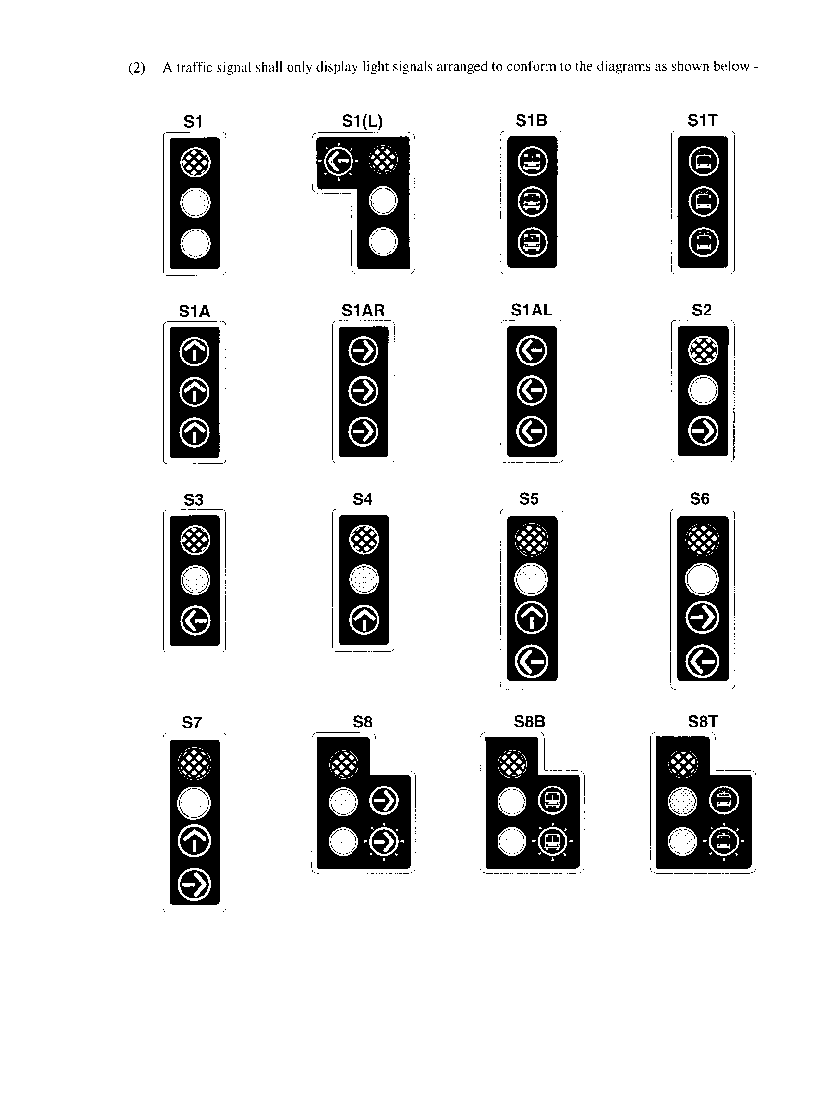 (2) A traffic signal shall only display light signals arranged to conform to the diagrams as shown below -
S1 S1(L) S1B S1T
S1A S1AR S1AL S2
S3 S4 S5 S6
S7 S8 S8B S8T